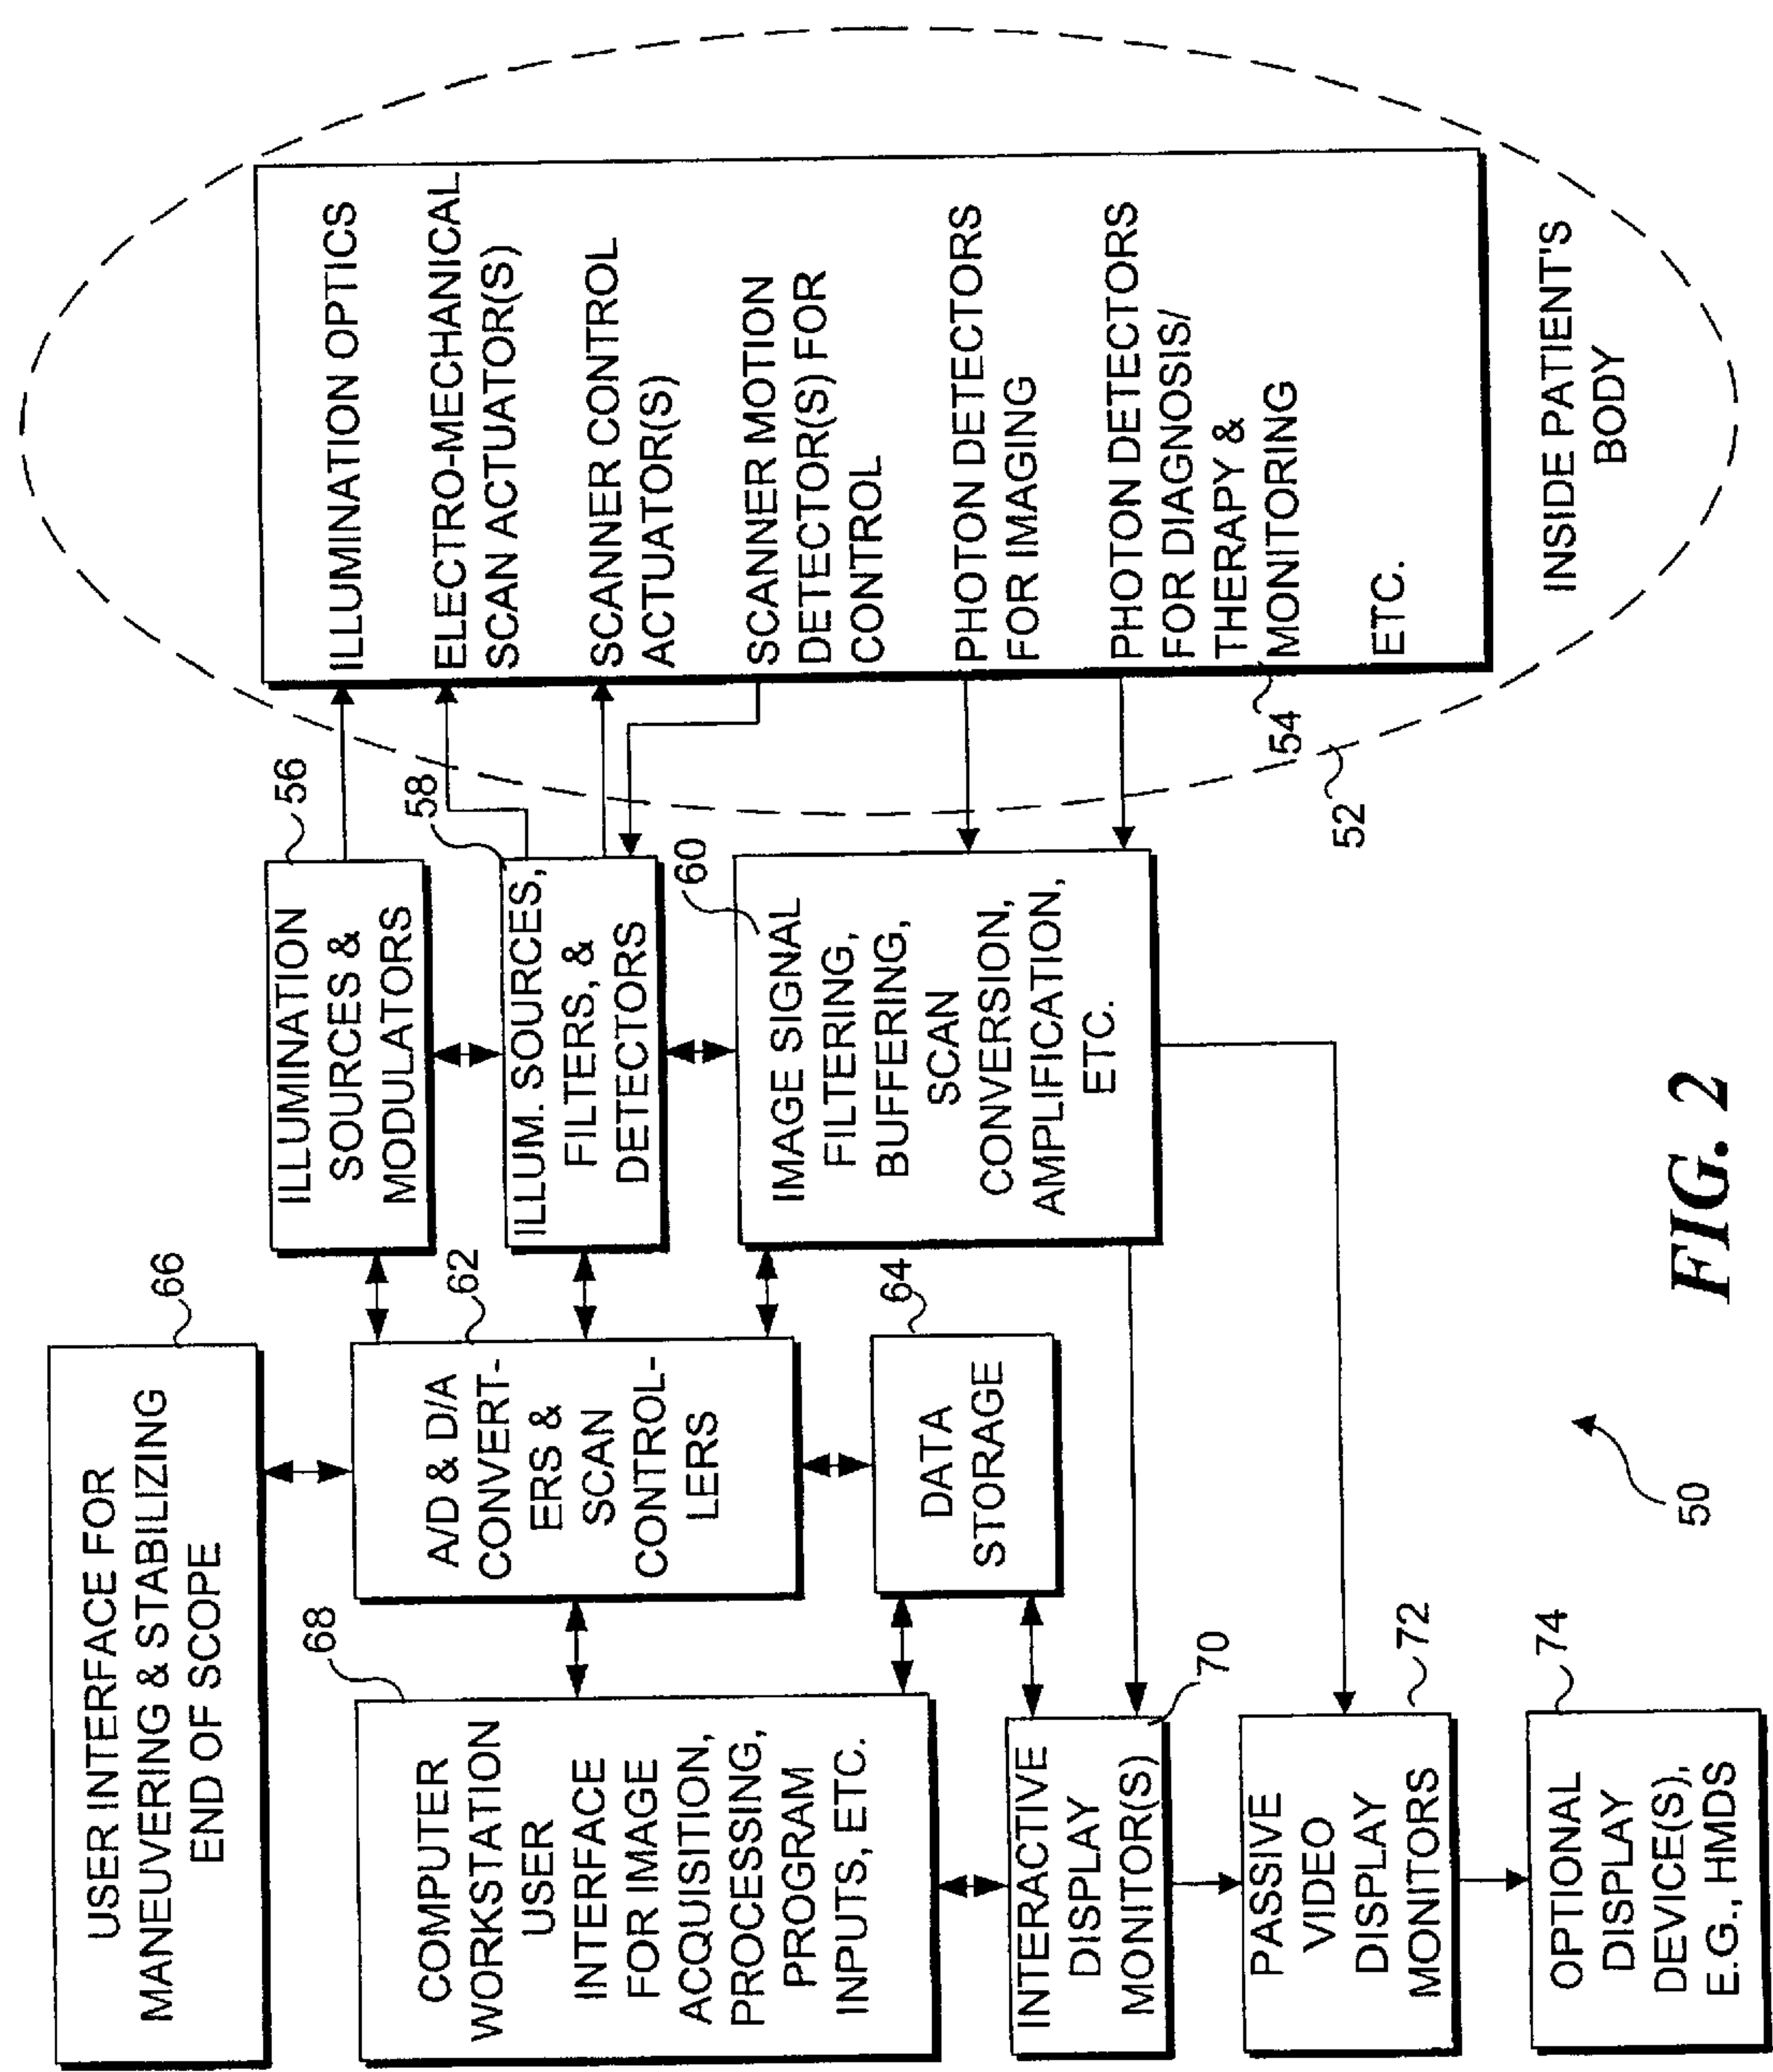 66
USER INTERFACE FOR
MANEUVERING & STABILIZING
END OF SCOPE
68
COMPUTER
WORKSTATION
USER
INTERFACE
FOR IMAGE
ACQUISITION,
PROCESSING,
PROGRAM
INPUTS, ETC.
62
A/D & D/A
CONVERT-
ERS &
SCAN
CONTROL-
LERS
64
DATA
STORAGE
56
ILLUMINATION
SOURCES &
MODULATORS
58
ILLUM. SOURCES,
FILTERS, &
DETECTORS
60
IMAGE SIGNAL
FILTERING,
BUFFERING,
SCAN
CONVERSION,
AMPLIFICATION,
ETC.
ILLUMINATION OPTICS
ELECTRO-MECHANICAL
SCAN ACTUATOR(S)
SCANNER CONTROL
ACTUATOR(S)
SCANNER MOTION
DETECTOR(S) FOR
CONTROL
PHOTON DETECTORS
FOR IMAGING
PHOTON DETECTORS
FOR DIAGNOSIS/
THERAPY &
MONITORING
ETC.
54
52
INSIDE PATIENT'S
BODY
70
INTERACTIVE
DISPLAY
MONITOR(S)
72
PASSIVE
VIDEO
DISPLAY
MONITORS
74
OPTIONAL
DISPLAY
DEVICE(S),
E.G., HMDS
50
FIG. 2